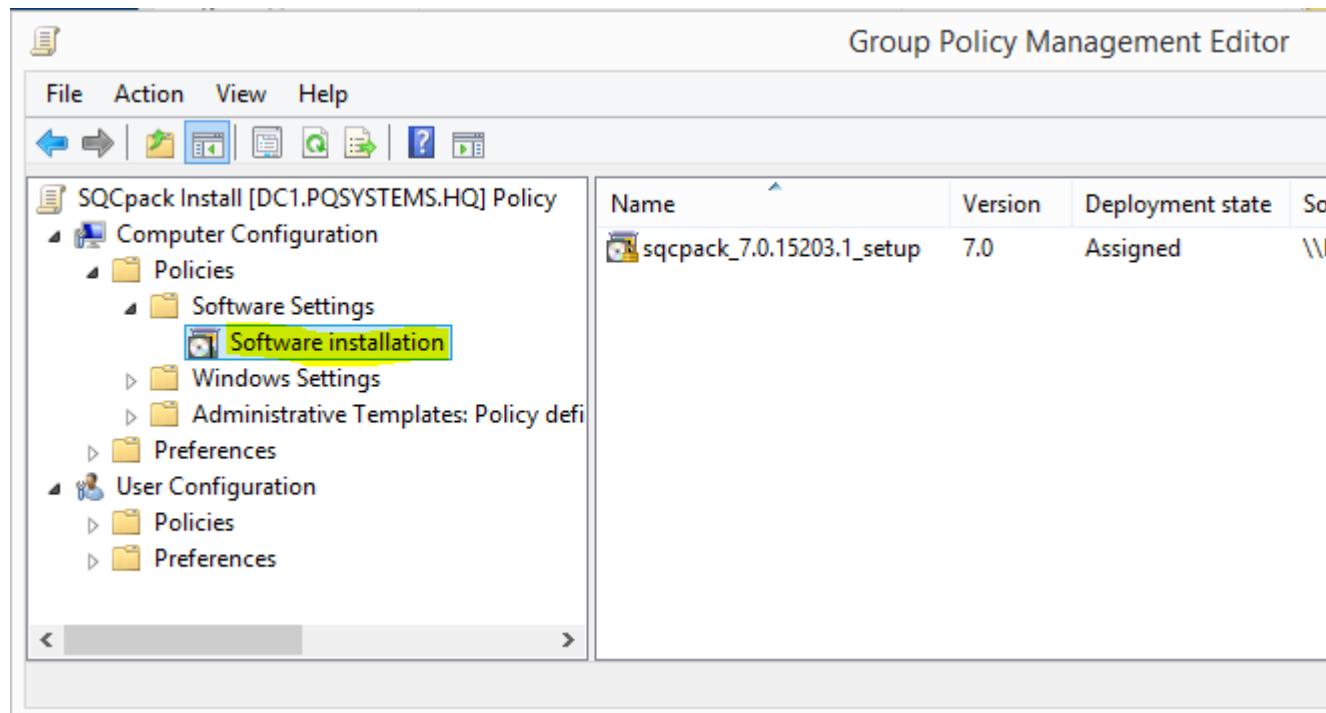 Group Policy Management Editor
File Action View Help
SQCpack Install [DC1.PQSYSTEMS.HQ] Policy
Computer Configuration
Policies
Software Settings
Software installation
Windows Settings
Administrative Templates: Policy defi
Preferences
User Configuration
Policies
Preferences
Name Version Deployment state So
sqcpack_7.0.15203.1_setup 7.0 Assigned \\